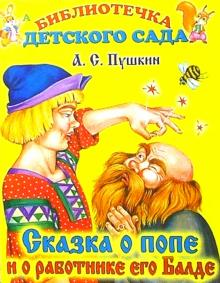 БИБЛИОТЕЧКА
ДЕТСКОГО САДА
А. С. Пушкин
Сказка о попе
и о работнике его Балде